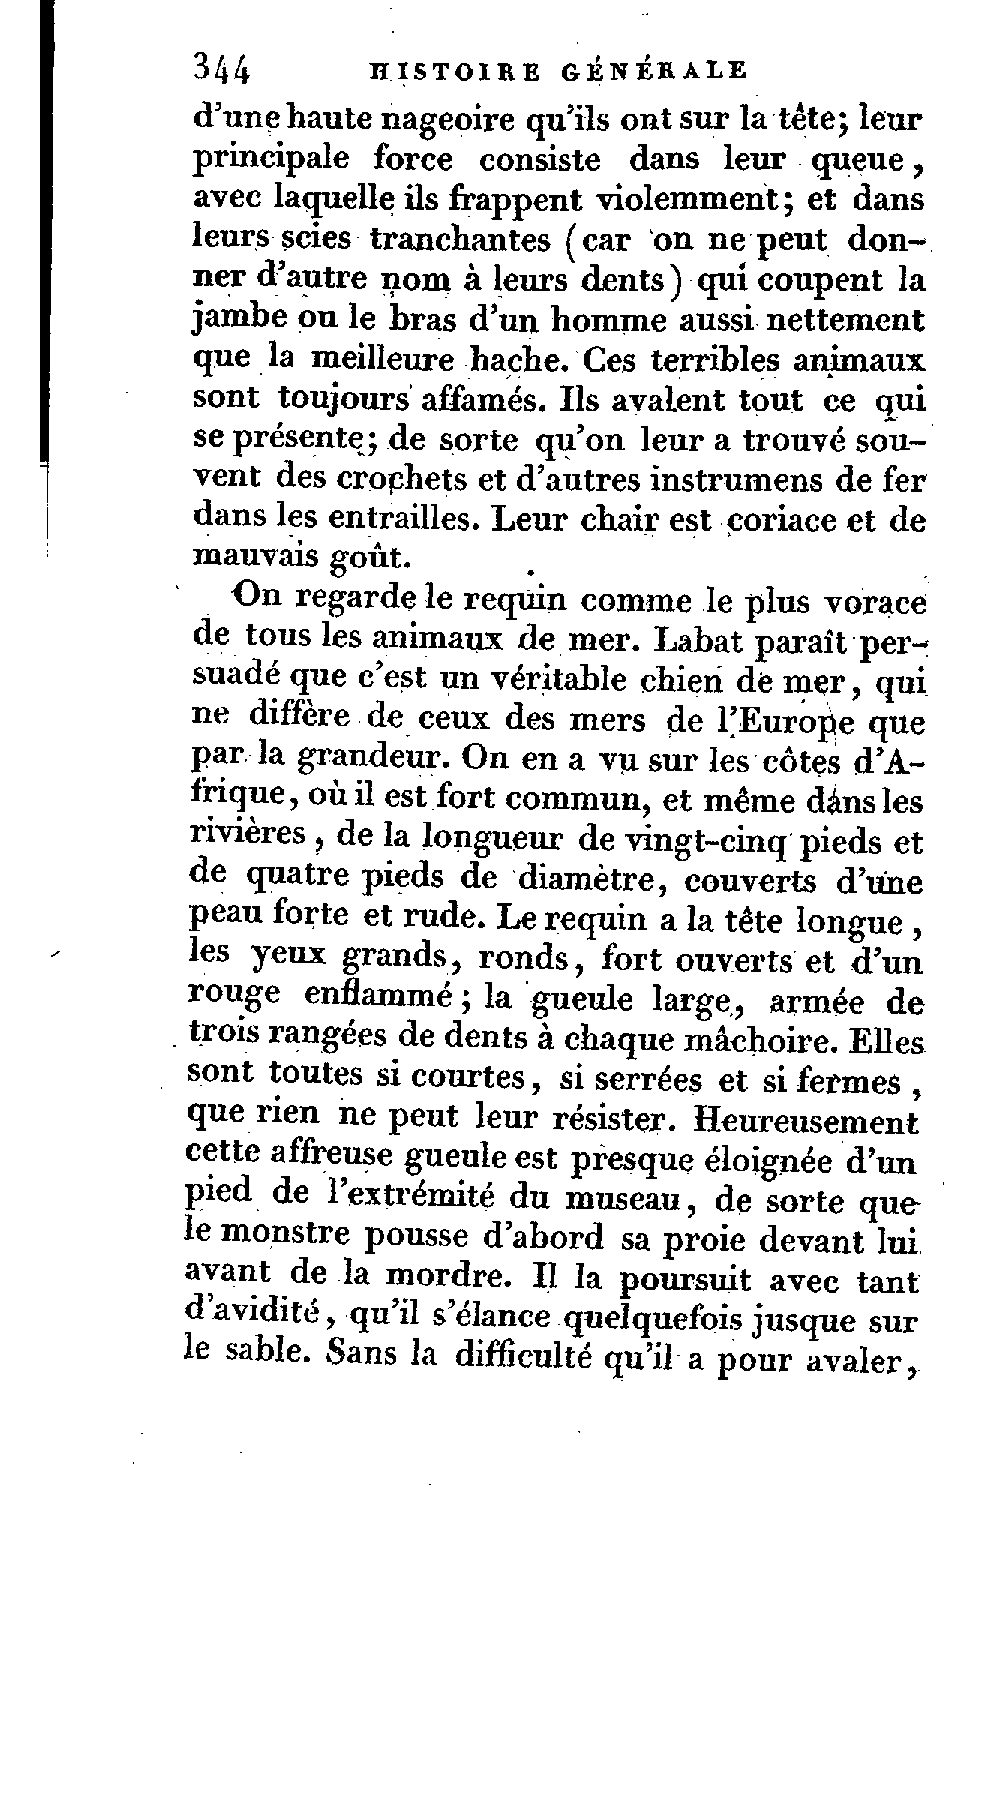 344 HISTOIRE GÉNÉRALE
d'une haute nageoire qu'ils ont sur la tête; leur
principale force consiste dans leur queue,
avec laquelle ils frappent violemment; et dans
leurs scies tranchantes (car on ne peut don-
ner d'autre nom à leurs dents) qui coupent la
jambe ou le bras d'un homme aussi nettement
que la meilleure hache. Ces terribles animaux
sont toujours affamés. Ils avalent tout ce qui
se présente; de sorte qu'on leur a trouvé sou-
vent des crochets et d'autres instrumens de fer
dans les entrailles. Leur chair est coriace et de
mauvais goût.
On regarde le requin comme le plus vorace
de tous les animaux de mer. Labat paraît per-
suadé que c'est un véritable chien de mer, qui
ne diffère de ceux des mers de l'Europe que
par la grandeur. On en a vu sur les côtes d'A-
frique, où il est fort commun, et même dans les
rivières, de la longueur de vingt-cinq pieds et
de quatre pieds de diamètre, couverts d'une
peau forte et rude. Le requin a la tête longue,
les yeux grands, ronds, fort ouverts et d'un
rouge enflammé; la gueule large, armée de
trois rangées de dents à chaque mâchoire. Elles
sont toutes si courtes, si serrées et si fermes,
que rien ne peut leur résister. Heureusement
cette affreuse gueule est presque éloignée d'un
pied de l'extrémité du museau, de sorte que
le monstre pousse d'abord sa proie devant lui
avant de la mordre. Il la poursuit avec tant
d'avidité, qu'il s'élance quelquefois jusque sur
le sable. Sans la difficulté qu'il a pour avaler,